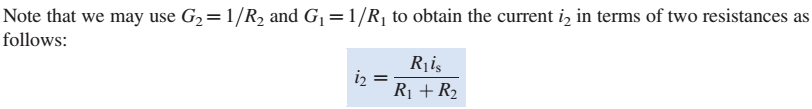 Note that we may use G₂ = 1/R₂ and G₁ = 1/R₁ to obtain the current i₂ in terms of two resistances as
follows:
i₂ = R₁iₛ / (R₁ + R₂)